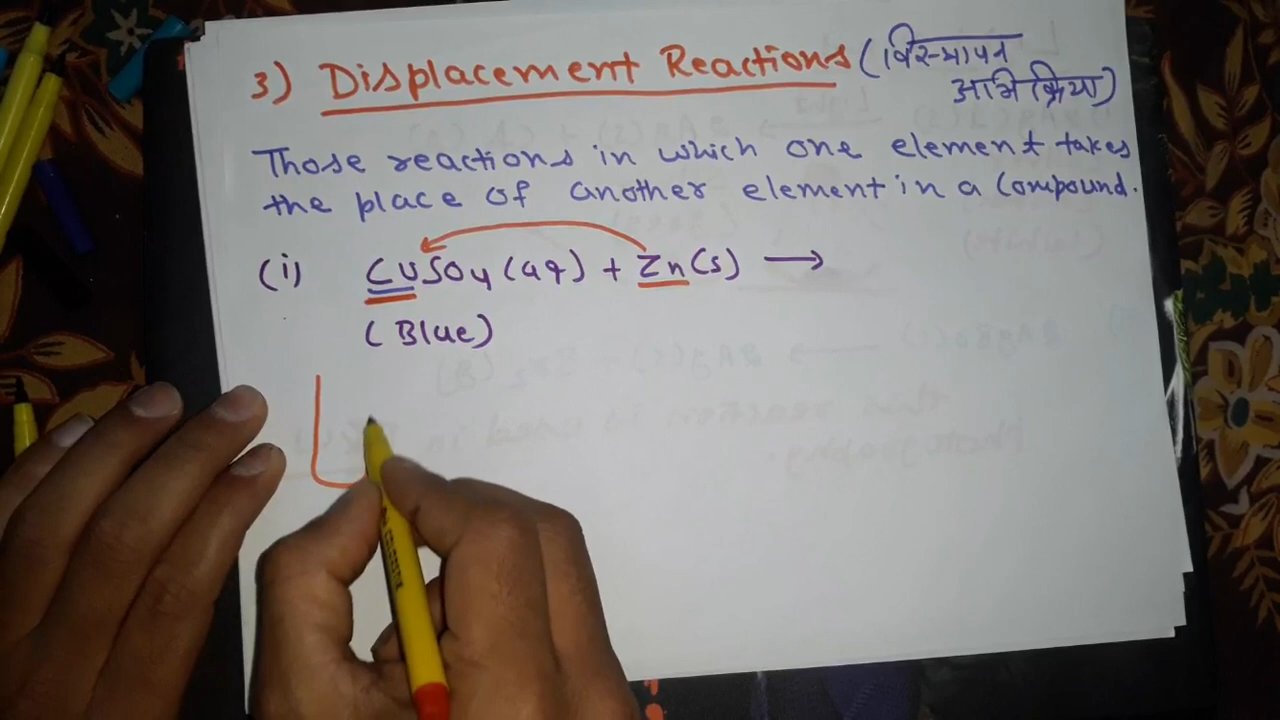 3) Displacement Reactions (विस्थापन
अभिक्रिया)
Those reactions in which one element takes
the place of another element in a compound.
(i) CuSO4 (aq) + Zn(s) →
(Blue)